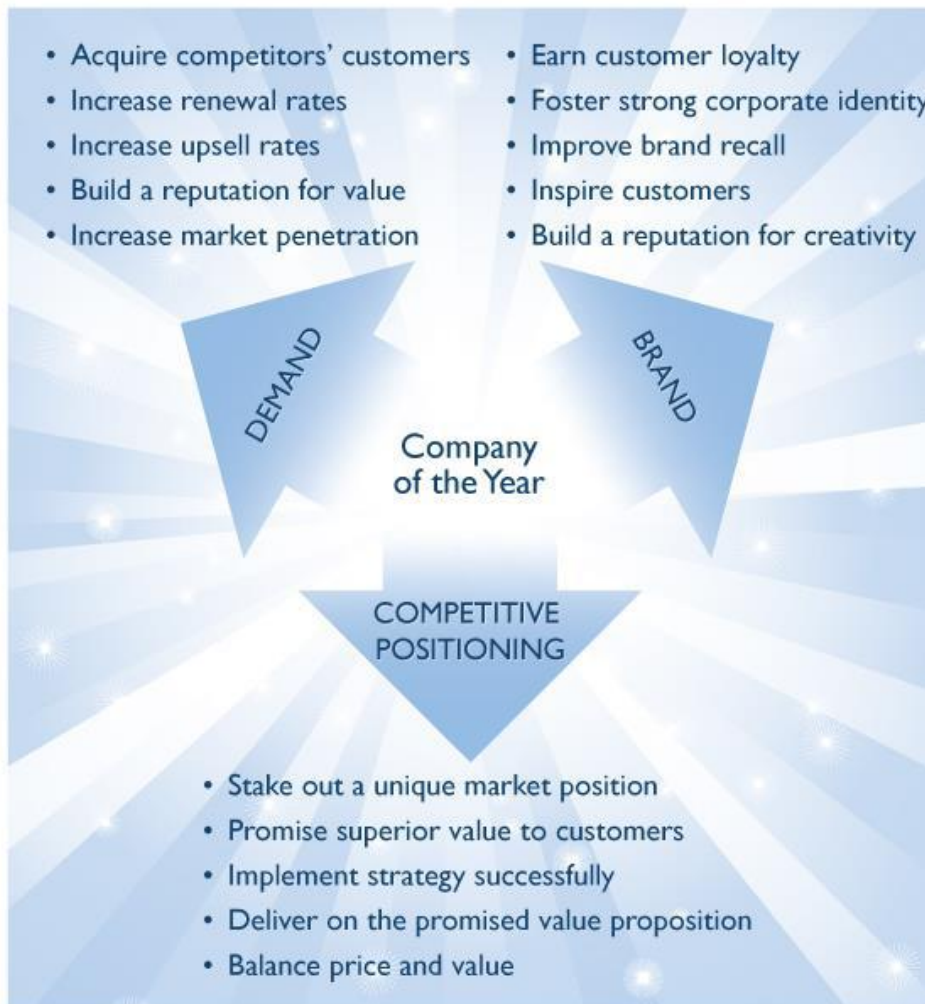 • Acquire competitors’ customers
• Increase renewal rates
• Increase upsell rates
• Build a reputation for value
• Increase market penetration
• Earn customer loyalty
• Foster strong corporate identity
• Improve brand recall
• Inspire customers
• Build a reputation for creativity
DEMAND
BRAND
Company
of the Year
COMPETITIVE
POSITIONING
• Stake out a unique market position
• Promise superior value to customers
• Implement strategy successfully
• Deliver on the promised value proposition
• Balance price and value